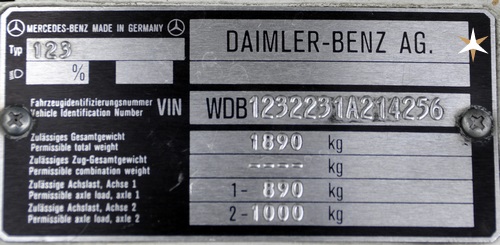 MERCEDES-BENZ MADE IN GERMANY
Typ 123
%
DAIMLER-BENZ AG.
Fahrzeugidentifizierungsnummer
Vehicle Identification Number VIN WDB1232231A214256
Zulässiges Gesamtgewicht
Permissible total weight 1890 kg
Zulässiges Zug-Gesamtgewicht
Permissible combination weight ---- kg
Zulässige Achslast, Achse 1
Permissible axle load, axle 1 1- 890 kg
Zulässige Achslast, Achse 2
Permissible axle load, axle 2 2-1000 kg